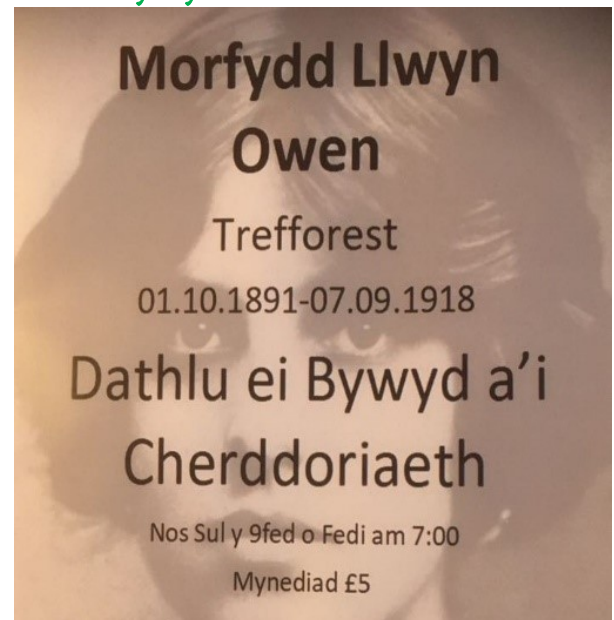 Morfydd Llwyn
Owen
Trefforest
01.10.1891-07.09.1918
Dathlu ei Bywyd a’i
Cherddoriaeth
Nos Sul y 9fed o Fedi am 7:00
Mynediad £5